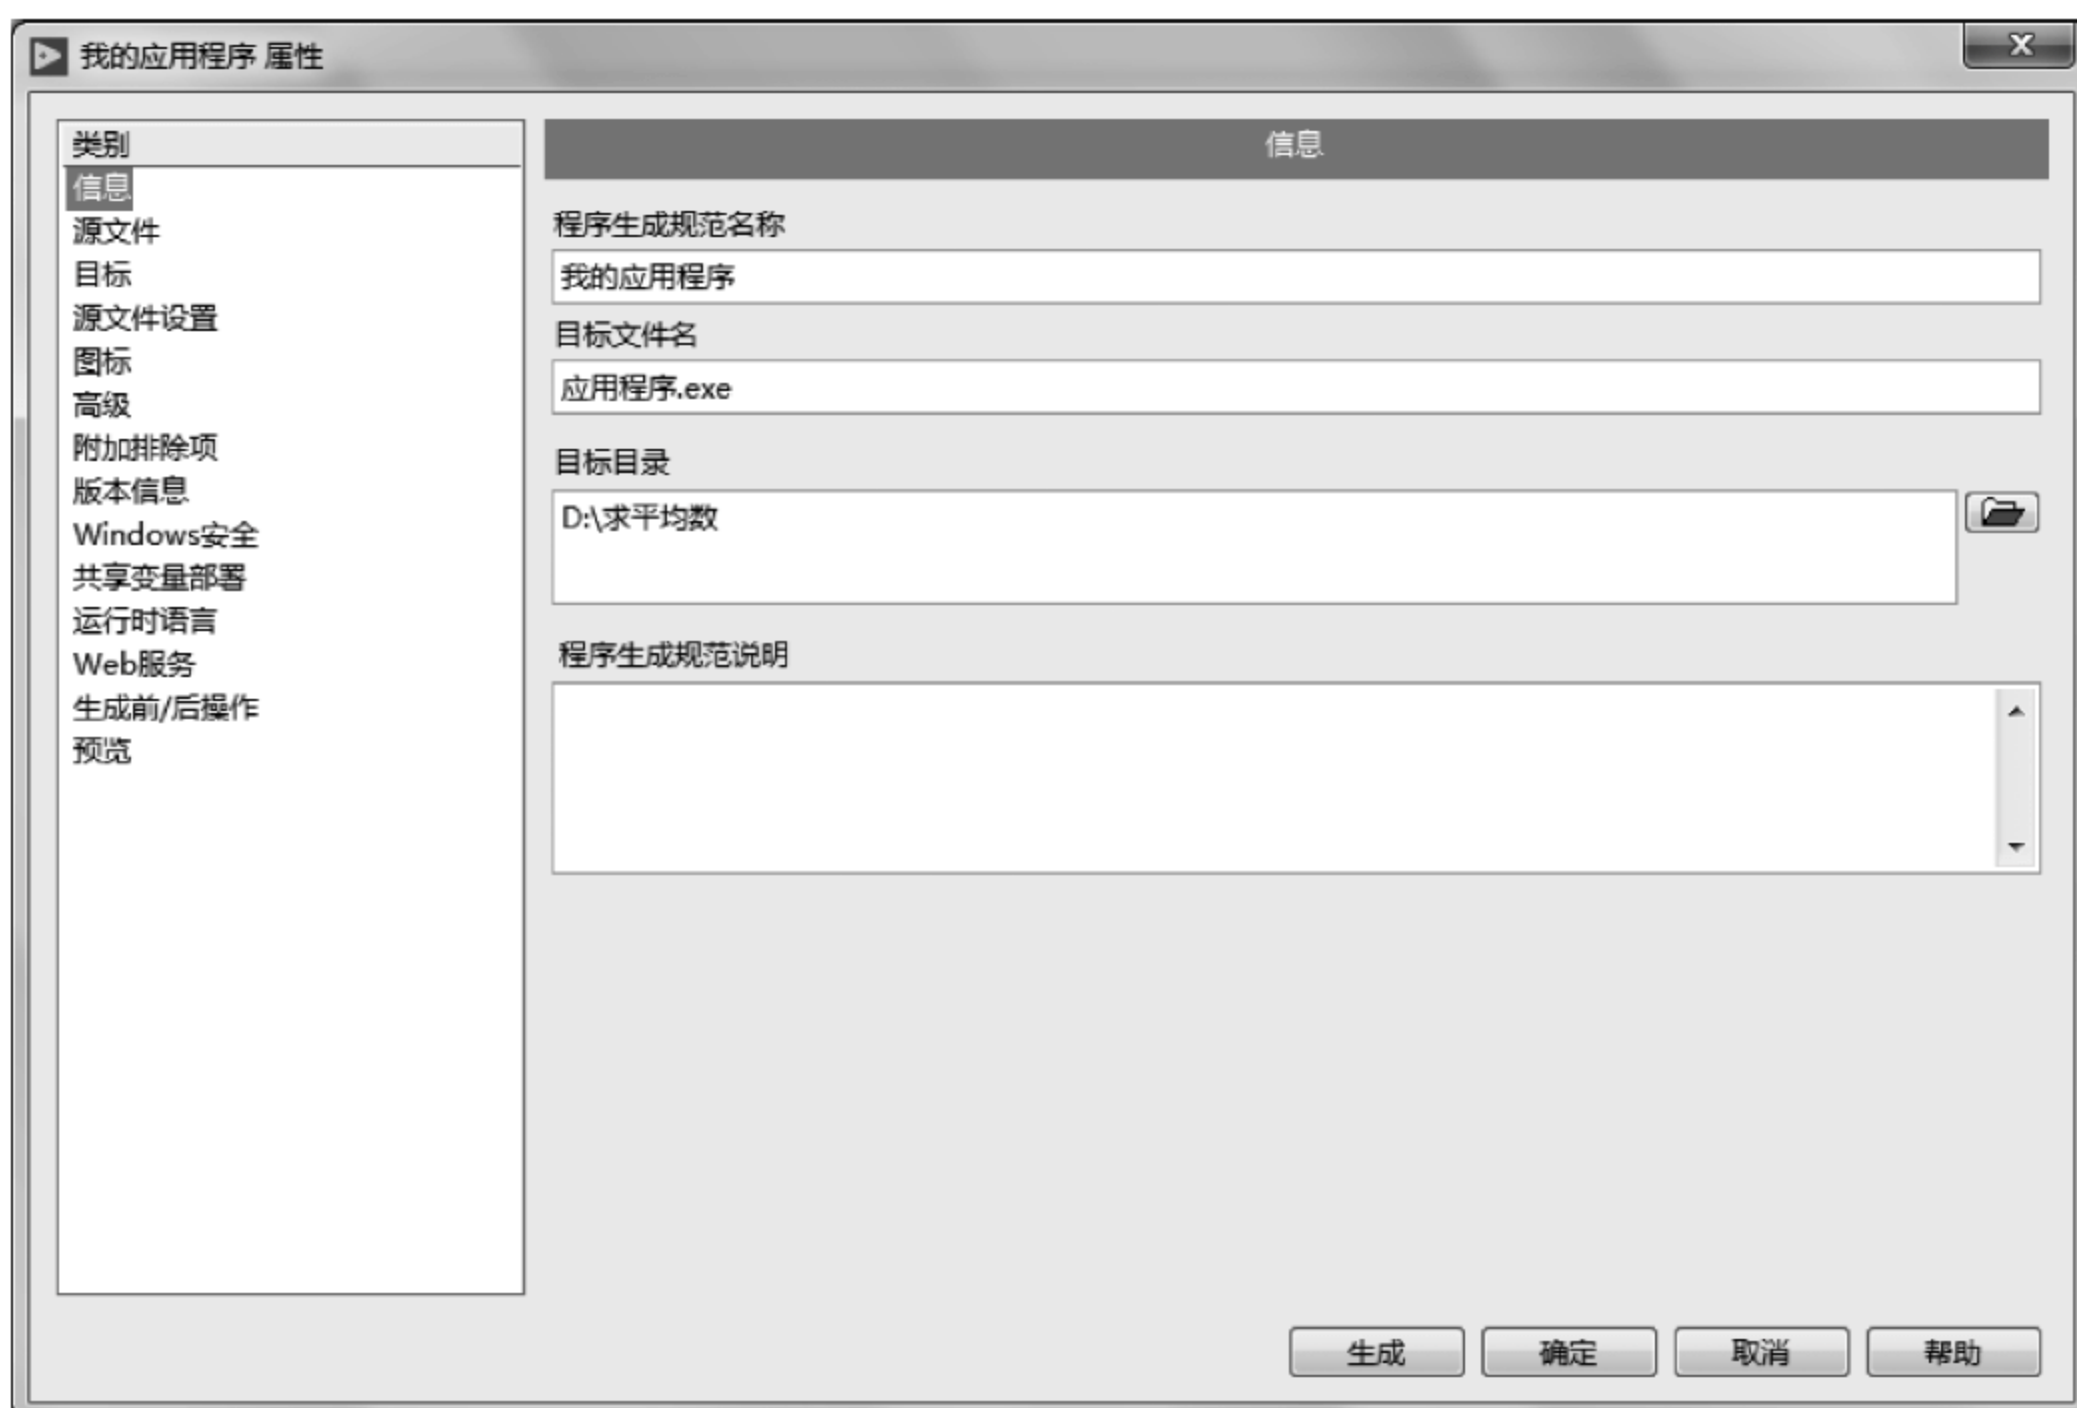 我的应用程序 属性
类别
信息
源文件
目标
源文件设置
图标
高级
附加排除项
版本信息
Windows安全
共享变量部署
运行时语言
Web服务
生成前/后操作
预览
信息
程序生成规范名称
我的应用程序
目标文件名
应用程序.exe
目标目录
D:\求平均数
程序生成规范说明
生成 确定 取消 帮助